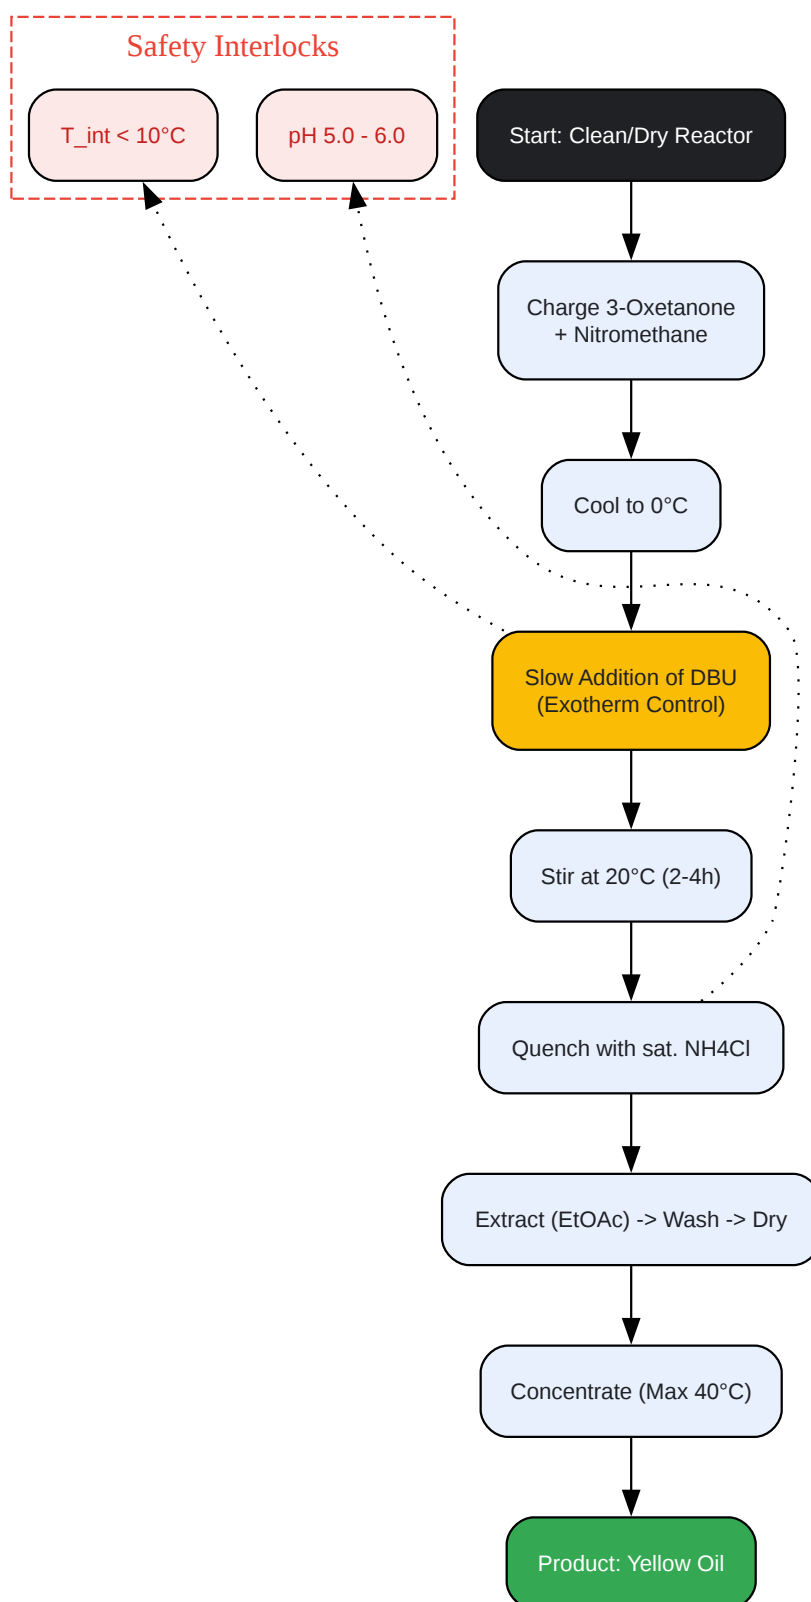 Safety Interlocks
T_int < 10°C
pH 5.0 - 6.0
Start: Clean/Dry Reactor
Charge 3-Oxetanone
+ Nitromethane
Cool to 0°C
Slow Addition of DBU
(Exotherm Control)
Stir at 20°C (2-4h)
Quench with sat. NH4Cl
Extract (EtOAc) -> Wash -> Dry
Concentrate (Max 40°C)
Product: Yellow Oil